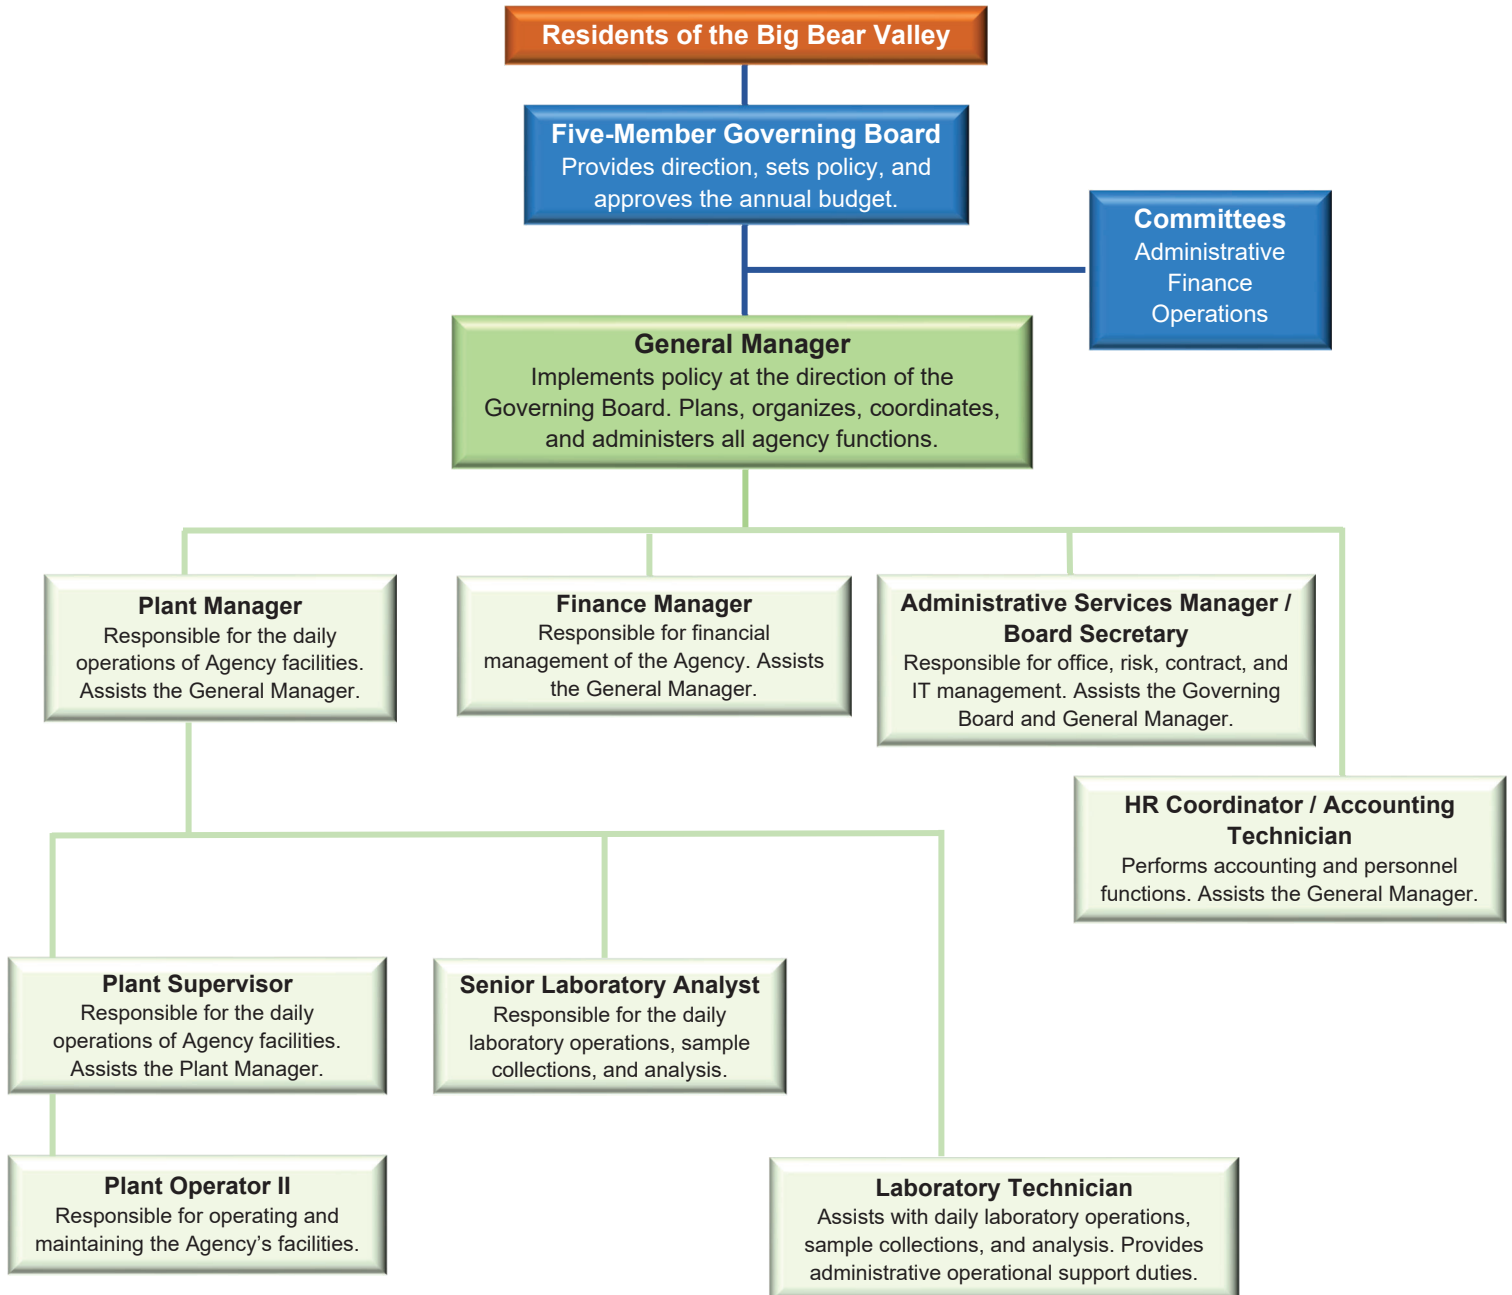 Residents of the Big Bear Valley
Five-Member Governing Board
Provides direction, sets policy, and
approves the annual budget.
Committees
Administrative
Finance
Operations
General Manager
Implements policy at the direction of the
Governing Board. Plans, organizes, coordinates,
and administers all agency functions.
Plant Manager
Responsible for the daily
operations of Agency facilities.
Assists the General Manager.
Finance Manager
Responsible for financial
management of the Agency. Assists
the General Manager.
Administrative Services Manager /
Board Secretary
Responsible for office, risk, contract, and
IT management. Assists the Governing
Board and General Manager.
HR Coordinator / Accounting
Technician
Performs accounting and personnel
functions. Assists the General Manager.
Plant Supervisor
Responsible for the daily
operations of Agency facilities.
Assists the Plant Manager.
Senior Laboratory Analyst
Responsible for the daily
laboratory operations, sample
collections, and analysis.
Plant Operator II
Responsible for operating and
maintaining the Agency’s facilities.
Laboratory Technician
Assists with daily laboratory operations,
sample collections, and analysis. Provides
administrative operational support duties.